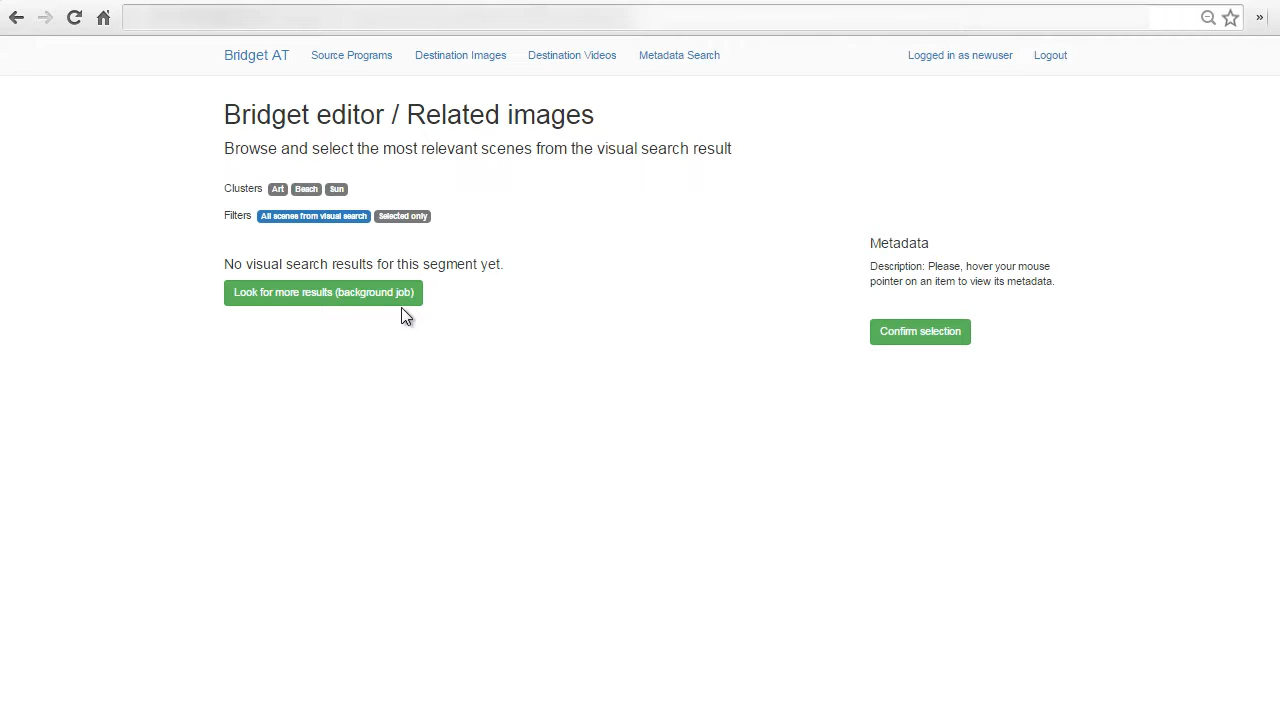 »
Bridget AT Source Programs Destination Images Destination Videos Metadata Search Logged in as newuser Logout
Bridget editor / Related images
Browse and select the most relevant scenes from the visual search result
Clusters Art Beach Sun
Filters All scenes from visual search Selected only
No visual search results for this segment yet.
Look for more results (background job)
Metadata
Description: Please, hover your mouse
pointer on an item to view its metadata.
Confirm selection